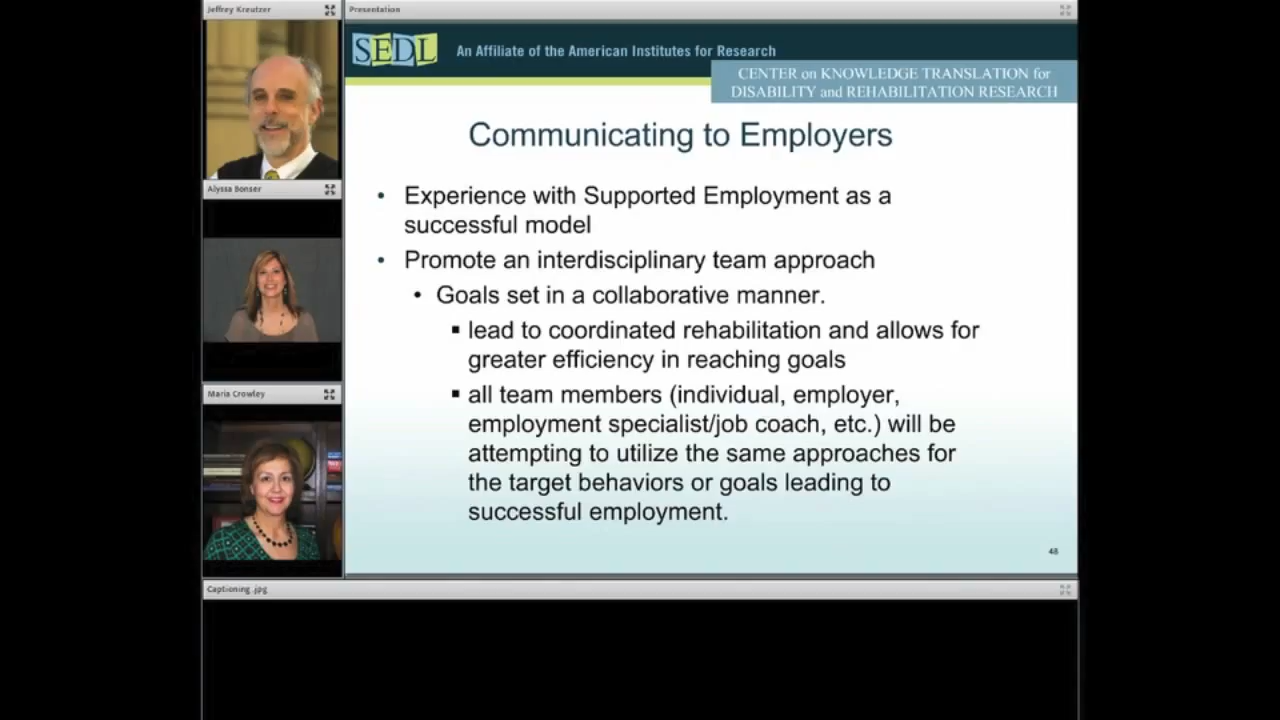 Jeffrey Kreutzer
Alyssa Bonser
Maria Crowley
Presentation
SEDL
An Affiliate of the American Institutes for Research
CENTER on KNOWLEDGE TRANSLATION for
DISABILITY and REHABILITATION RESEARCH
Communicating to Employers
• Experience with Supported Employment as a
successful model
• Promote an interdisciplinary team approach
• Goals set in a collaborative manner.
▪ lead to coordinated rehabilitation and allows for
greater efficiency in reaching goals
▪ all team members (individual, employer,
employment specialist/job coach, etc.) will be
attempting to utilize the same approaches for
the target behaviors or goals leading to
successful employment.
48
Captioning .jpg